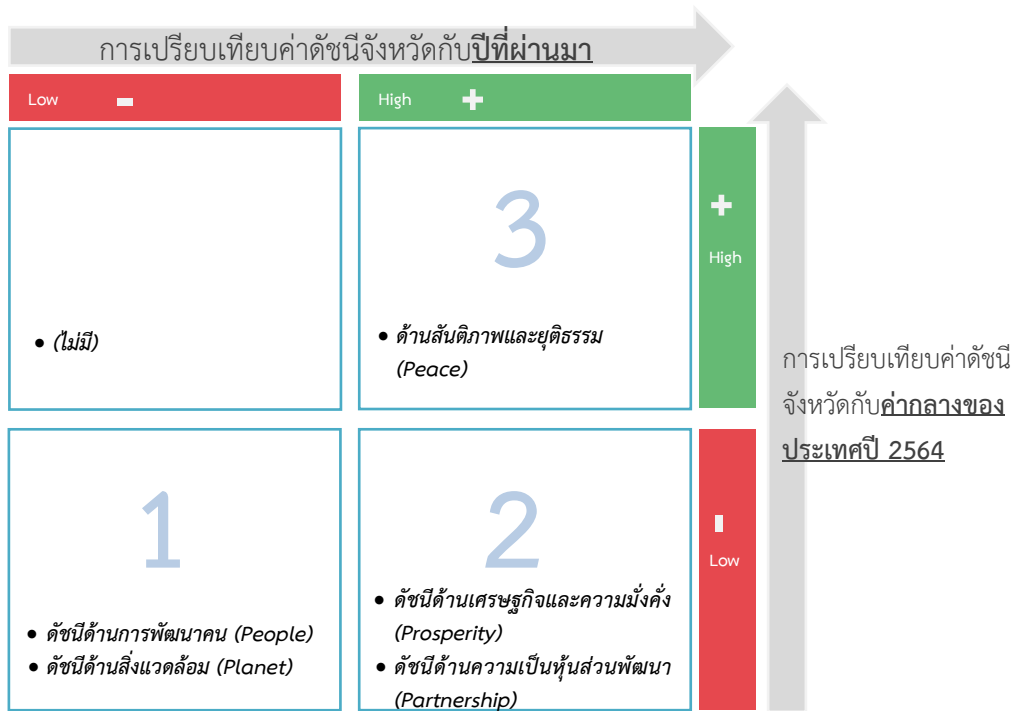 การเปรียบเทียบค่าดัชนีจังหวัดกับปีที่ผ่านมา
Low -
High +
3
+
High
• (ไม่มี)
• ด้านสันติภาพและยุติธรรม
(Peace)
การเปรียบเทียบค่าดัชนี
จังหวัดกับค่ากลางของ
ประเทศปี 2564
1
2
-
Low
• ดัชนีด้านการพัฒนาคน (People)
• ดัชนีด้านสิ่งแวดล้อม (Planet)
• ดัชนีด้านเศรษฐกิจและความมั่งคั่ง
(Prosperity)
• ดัชนีด้านความเป็นหุ้นส่วนพัฒนา
(Partnership)